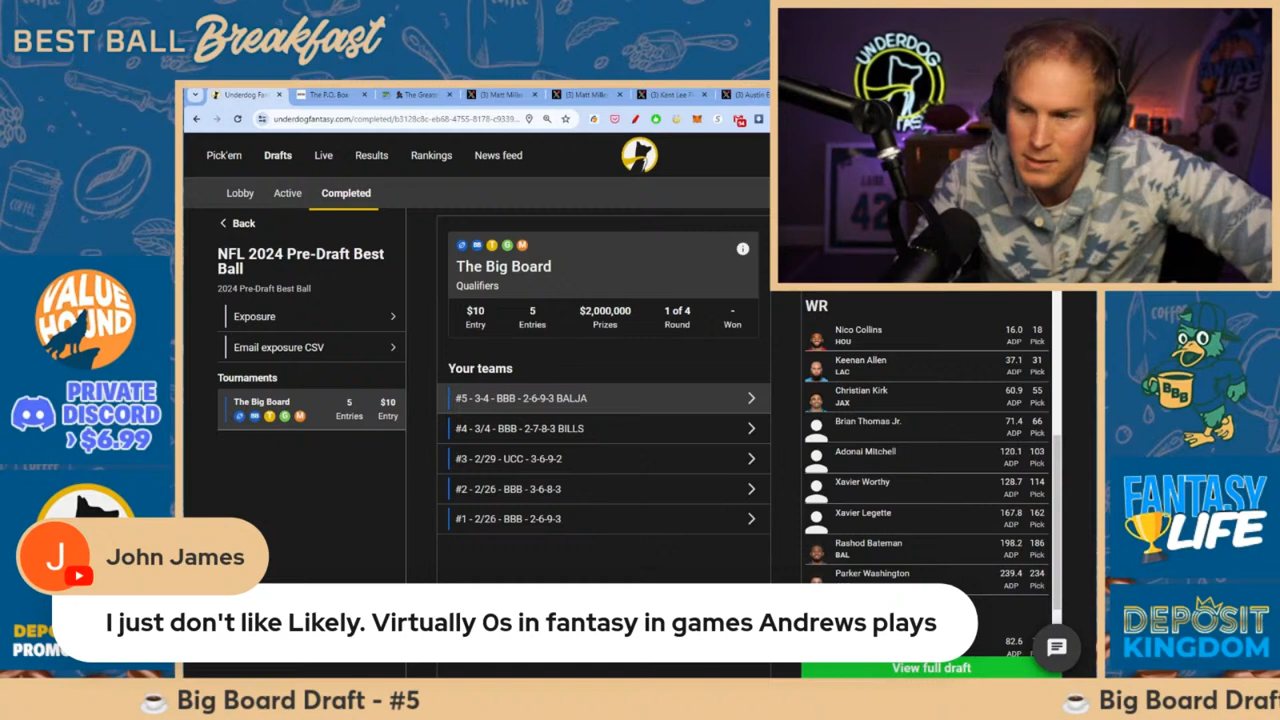 BEST BALL Breakfast
UNDERDOG
Underdog Fa
The P.O. Box
The Greate
(3) Matt Mille
(3) Matt Mille
(3) Kent Lee P
(3) Austin E
underdogfantasy.com/completed/b3128c8c-eb68-4755-8178-c9339...
Pick'em
Drafts
Live
Results
Rankings
News feed
Lobby
Active
Completed
Back
NFL 2024 Pre-Draft Best
Ball
2024 Pre-Draft Best Ball
Exposure
Email exposure CSV
Tournaments
The Big Board
5
$10
Entries
Entry
The Big Board
Qualifiers
$10
5
$2,000,000
1 of 4
-
Entry
Entries
Prizes
Round
Won
Your teams
#5 - 3-4 - BBB - 2-6-9-3 BALJA
#4 - 3/4 - BBB - 2-7-8-3 BILLS
#3 - 2/29 - UCC - 3-6-9-2
#2 - 2/26 - BBB - 3-6-8-3
#1 - 2/26 - BBB - 2-6-9-3
WR
Nico Collins 16.0 18
HOU ADP Pick
Keenan Allen 37.1 31
LAC ADP Pick
Christian Kirk 60.9 55
JAX ADP Pick
Brian Thomas Jr. 71.4 66
ADP Pick
Adonai Mitchell 120.1 103
ADP Pick
Xavier Worthy 128.7 114
ADP Pick
Xavier Legette 167.8 162
ADP Pick
Rashod Bateman 198.2 186
BAL ADP Pick
Parker Washington 239.4 234
ADP Pick
82.6
ADP
View full draft
VALUE
HOUND
PRIVATE
DISCORD
> $6.99
J
John James
I just don't like Likely. Virtually 0s in fantasy in games Andrews plays
COFFEE
BBB
FANTASY
LIFE
DEPOSIT
KINGDOM
Big Board Draft - #5
Big Board Draf